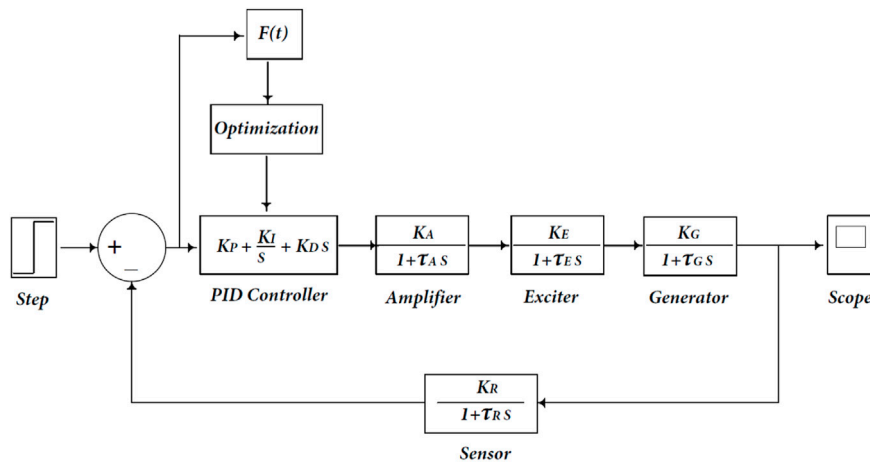 F(t)
Optimization
+
−
KP + KI/S + KD S
KA
1+τA S
KE
1+τE S
KG
1+τG S
Step
PID Controller
Amplifier
Exciter
Generator
Scope
KR
1+τR S
Sensor